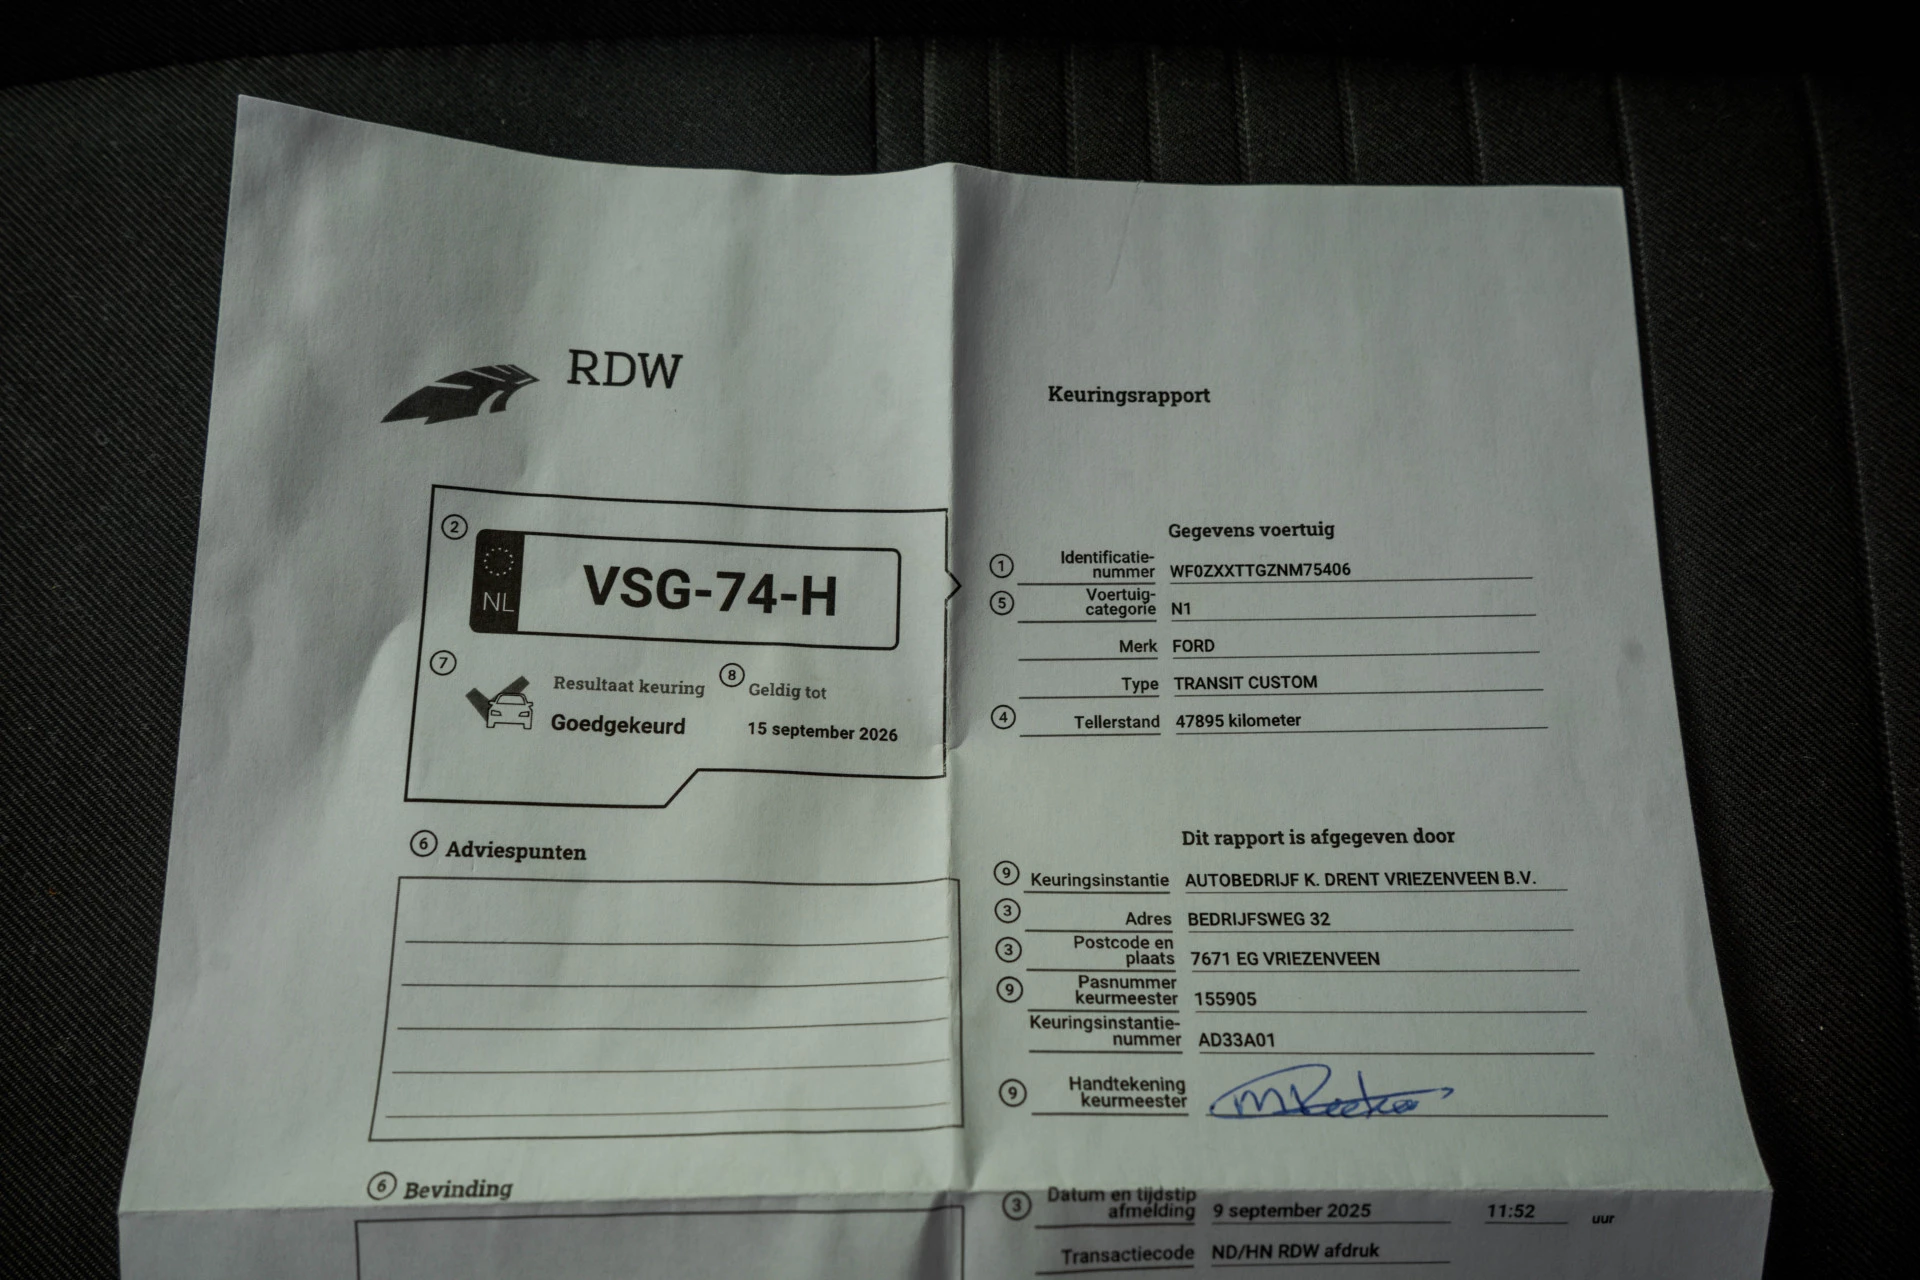 RDW
Keuringsrapport
2
NL
VSG-74-H
7
Resultaat keuring
Goedgekeurd
8
Geldig tot
15 september 2026
6 Adviespunten
6 Bevinding
Gegevens voertuig
1 Identificatie-
nummer WF0ZXXTTGZNM75406
5 Voertuig-
categorie N1
Merk FORD
Type TRANSIT CUSTOM
4 Tellerstand 47895 kilometer
Dit rapport is afgegeven door
9 Keuringsinstantie AUTOBEDRIJF K. DRENT VRIEZENVEEN B.V.
3 Adres BEDRIJFSWEG 32
3 Postcode en
plaats 7671 EG VRIEZENVEEN
9 Pasnummer
keurmeester 155905
Keuringsinstantie-
nummer AD33A01
9 Handtekening
keurmeester
3 Datum en tijdstip
afmelding 9 september 2025 11:52 uur
Transactiecode ND/HN RDW afdruk